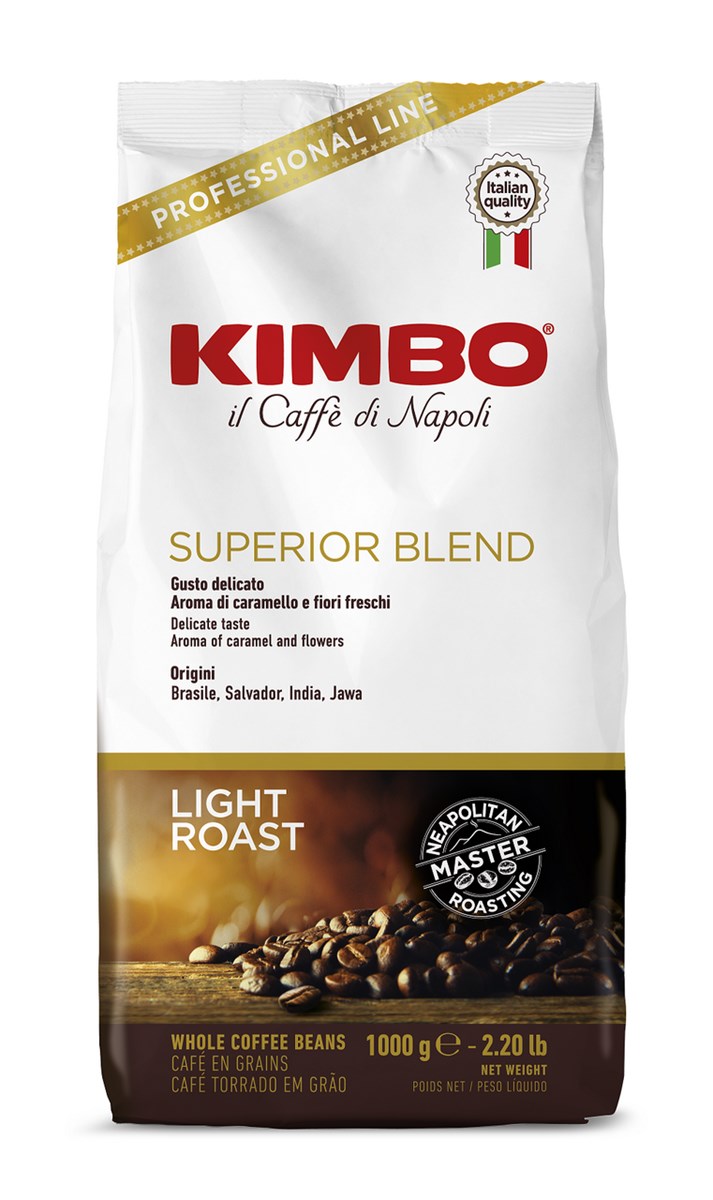 PROFESSIONAL LINE
Italian
quality
KIMBO®
il Caffè di Napoli
SUPERIOR BLEND
Gusto delicato
Aroma di caramello e fiori freschi
Delicate taste
Aroma of caramel and flowers
Origini
Brasile, Salvador, India, Jawa
LIGHT
ROAST
NEAPOLITAN
MASTER
ROASTING
WHOLE COFFEE BEANS
CAFÉ EN GRAINS
CAFÉ TORRADO EM GRÃO
1000 g ℮ - 2.20 lb
NET WEIGHT
POIDS NET / PESO LÍQUIDO